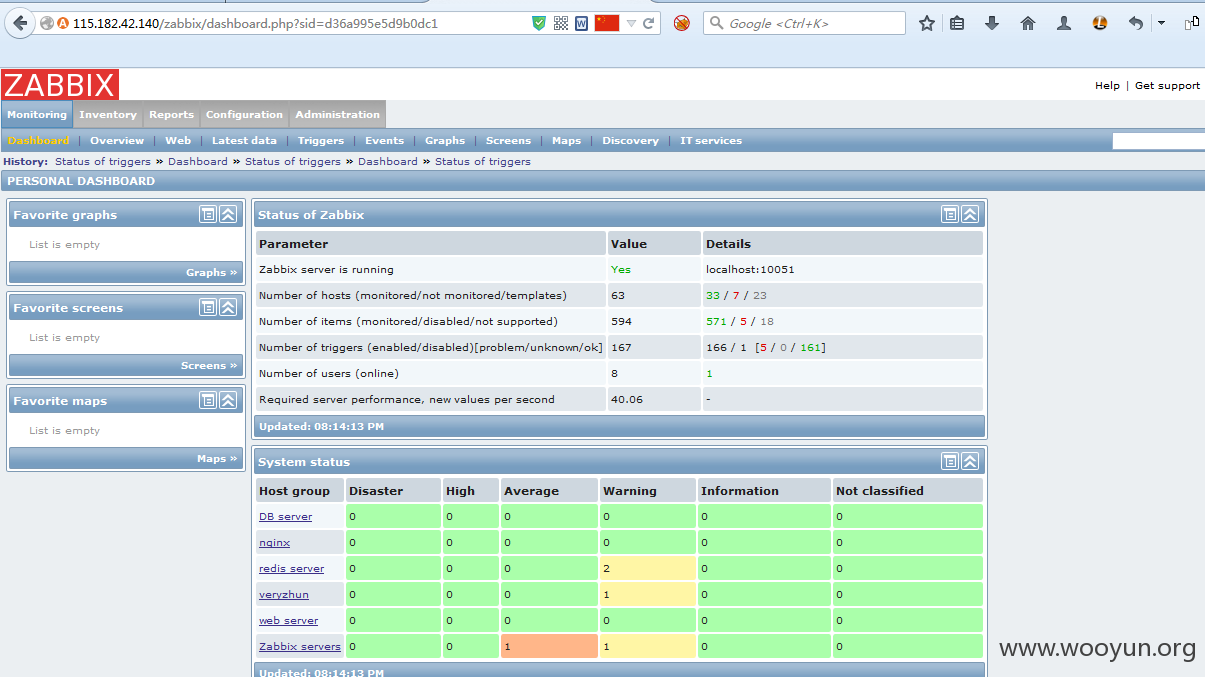 115.182.42.140/zabbix/dashboard.php?sid=d36a995e5d9b0dc1
Google <Ctrl+K>
ZABBIX
Help | Get support
Monitoring Inventory Reports Configuration Administration
Dashboard | Overview | Web | Latest data | Triggers | Events | Graphs | Screens | Maps | Discovery | IT services
History: Status of triggers » Dashboard » Status of triggers » Dashboard » Status of triggers
PERSONAL DASHBOARD
Favorite graphs
List is empty
Graphs »
Favorite screens
List is empty
Screens »
Favorite maps
List is empty
Maps »
Status of Zabbix
Parameter Value Details
Zabbix server is running Yes localhost:10051
Number of hosts (monitored/not monitored/templates) 63 33 / 7 / 23
Number of items (monitored/disabled/not supported) 594 571 / 5 / 18
Number of triggers (enabled/disabled)[problem/unknown/ok] 167 166 / 1 [5 / 0 / 161]
Number of users (online) 8 1
Required server performance, new values per second 40.06 -
Updated: 08:14:13 PM
System status
Host group Disaster High Average Warning Information Not classified
DB server 0 0 0 0 0 0
nginx 0 0 0 0 0 0
redis server 0 0 0 2 0 0
veryzhun 0 0 0 1 0 0
web server 0 0 0 0 0 0
Zabbix servers 0 0 1 1 0 0
Updated: 08:14:13 PM
www.wooyun.org